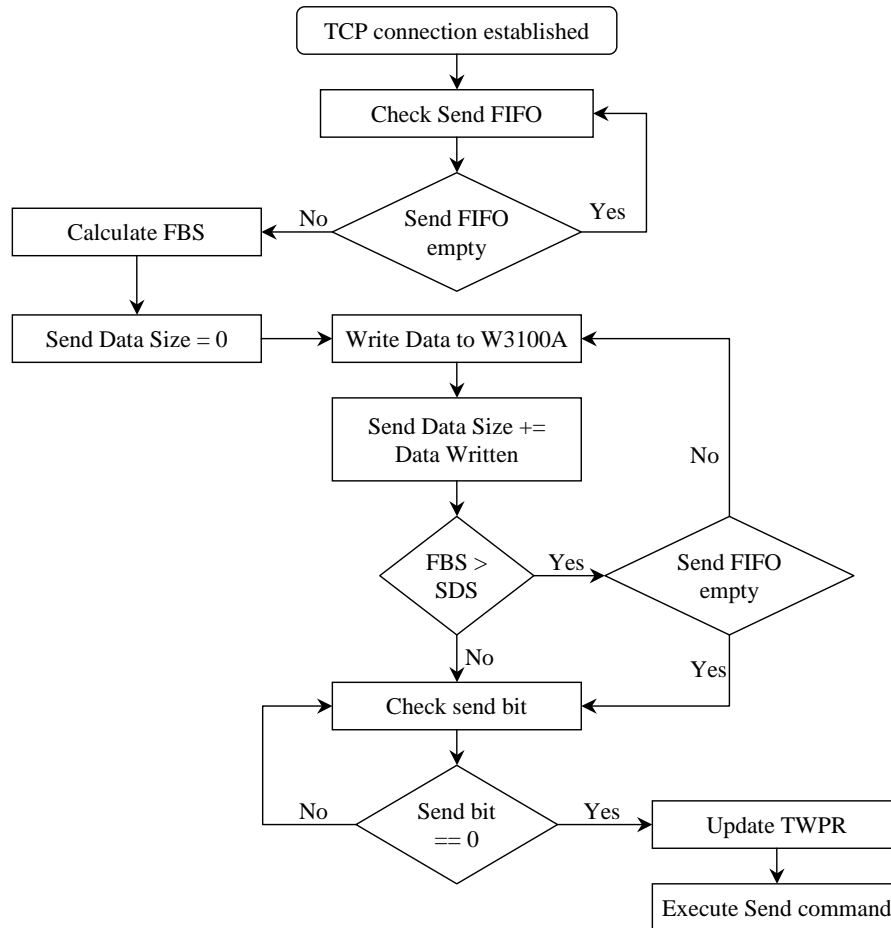 TCP connection established
Check Send FIFO
Send FIFO
empty
No
Yes
Calculate FBS
Send Data Size = 0
Write Data to W3100A
Send Data Size +=
Data Written
No
FBS >
SDS
Yes
Send FIFO
empty
No
Yes
Check send bit
Send bit
== 0
No
Yes
Update TWPR
Execute Send command